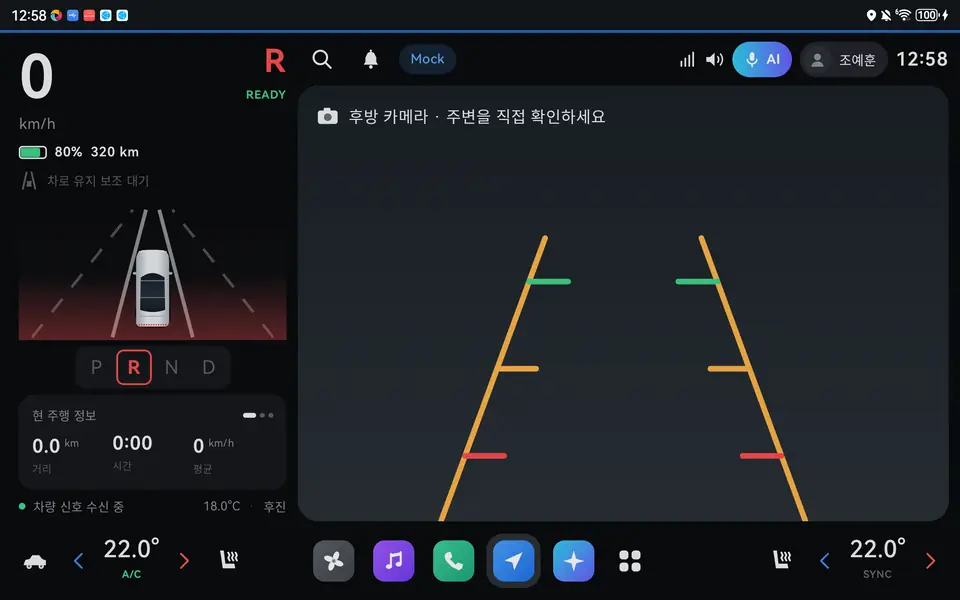 12:58
100
0
km/h
R
READY
80% 320 km
차로 유지 보조 대기
P R N D
현 주행 정보
0.0 km
거리
0:00
시간
0 km/h
평균
차량 신호 수신 중
18.0°C · 후진
Mock
AI
조예훈
12:58
후방 카메라 · 주변을 직접 확인하세요
22.0°
A/C
22.0°
SYNC